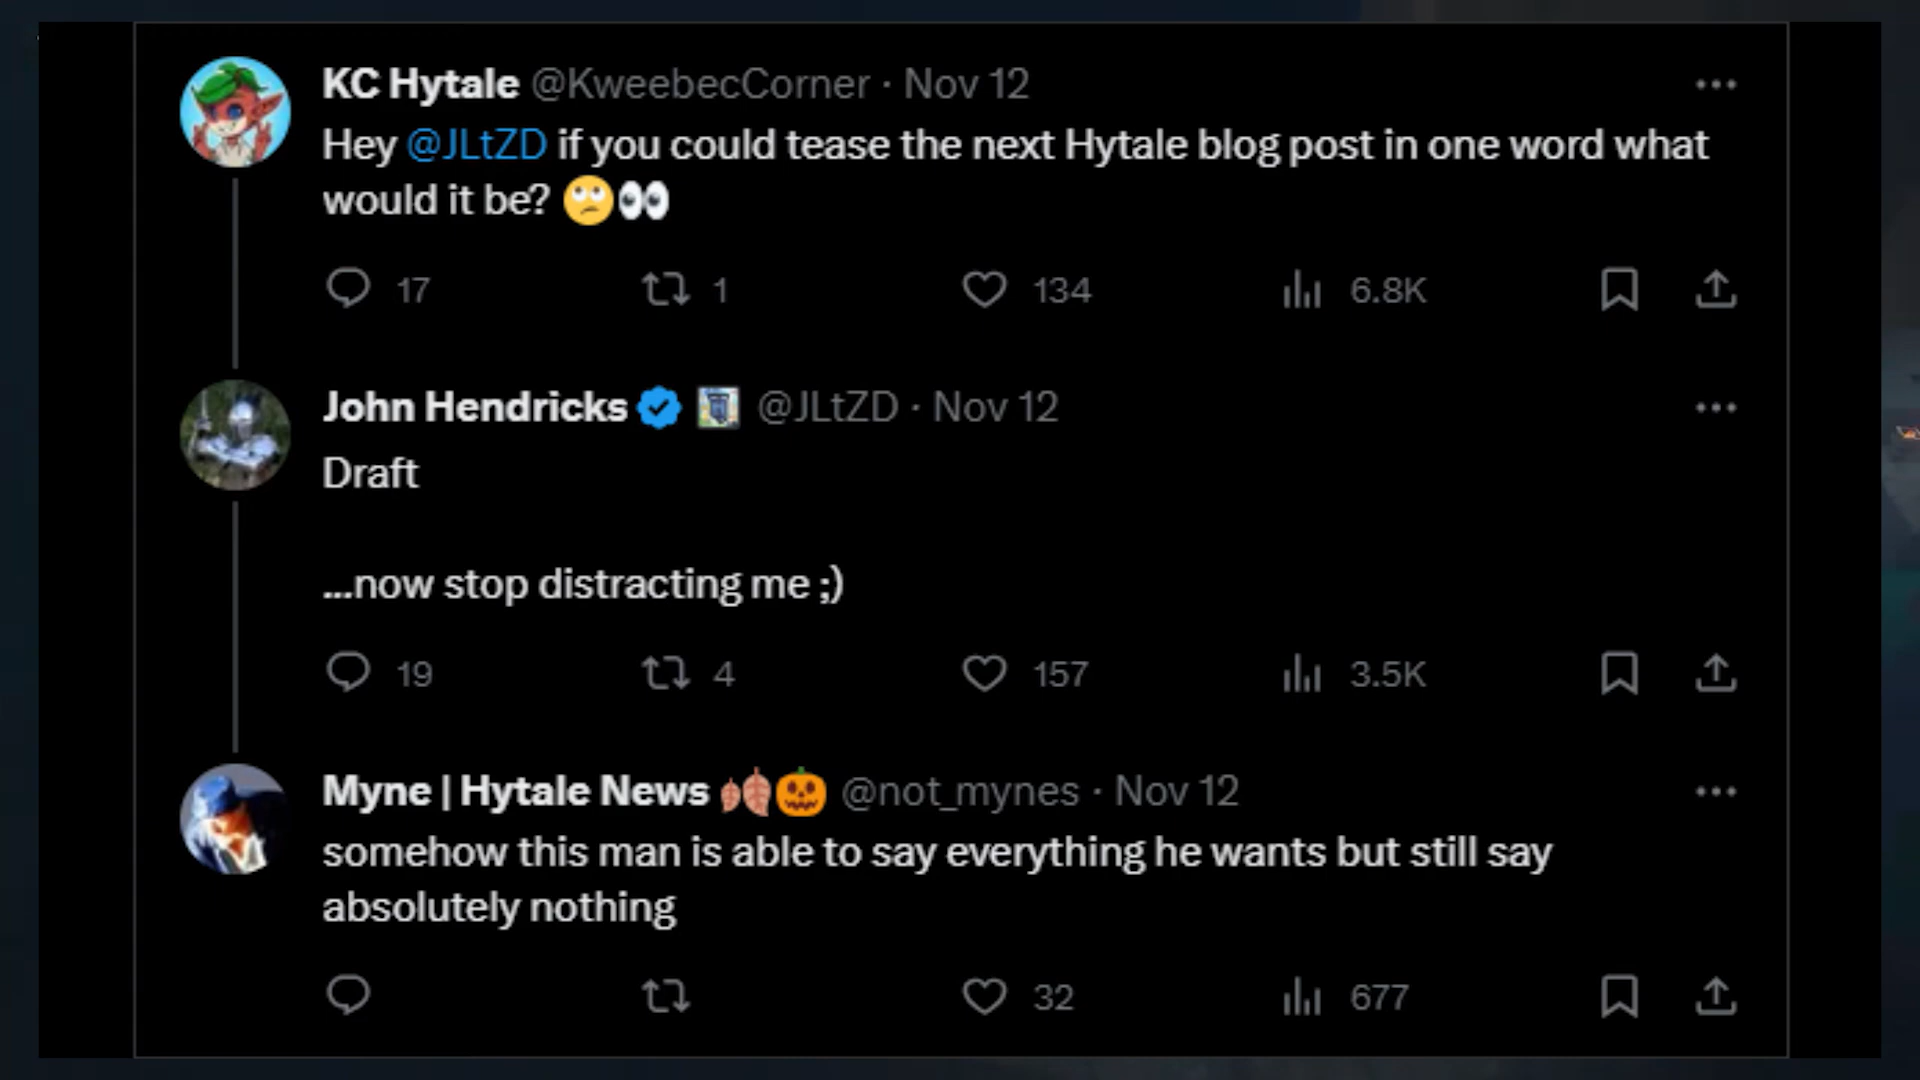 KC Hytale @KweebecCorner · Nov 12
Hey @JLtZD if you could tease the next Hytale blog post in one word what
would it be? 🙄👀
17 1 134 6.8K
John Hendricks @JLtZD · Nov 12
Draft
...now stop distracting me ;)
19 4 157 3.5K
Myne | Hytale News 🍂🎃 @not_mynes · Nov 12
somehow this man is able to say everything he wants but still say
absolutely nothing
32 677